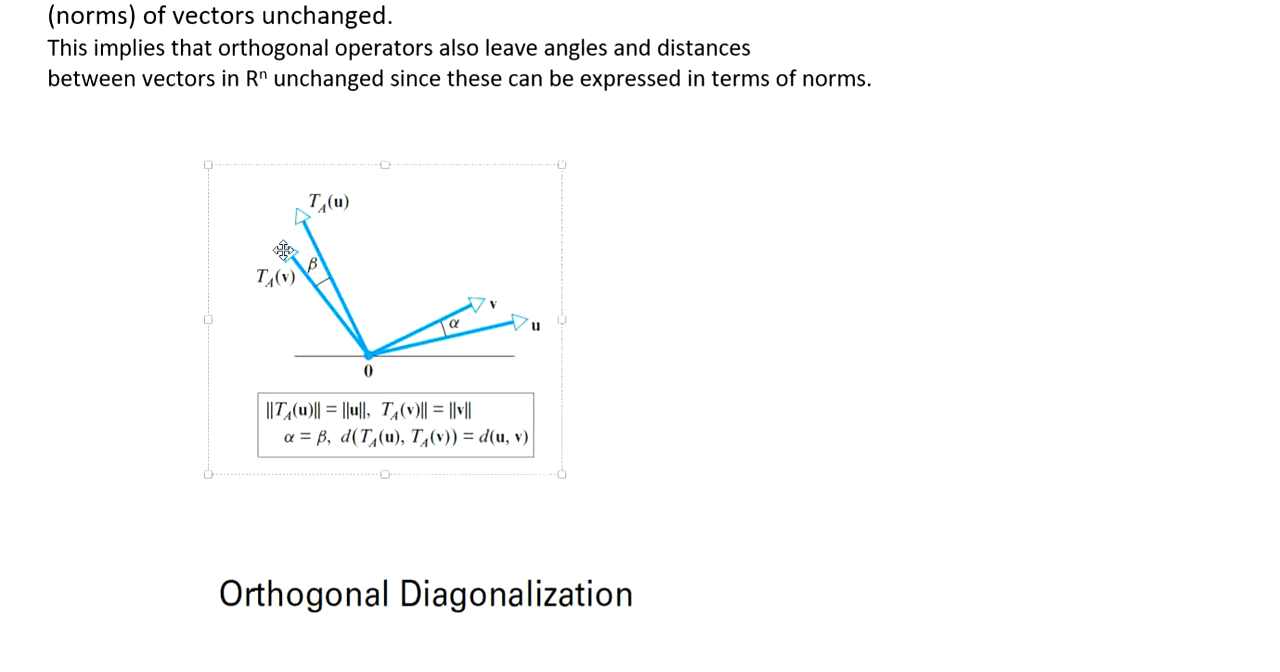 (norms) of vectors unchanged.
This implies that orthogonal operators also leave angles and distances
between vectors in Rⁿ unchanged since these can be expressed in terms of norms.
T_A(u)
β
T_A(v)
v
α
u
0
||T_A(u)|| = ||u||, T_A(v)|| = ||v||
α = β, d(T_A(u), T_A(v)) = d(u, v)
Orthogonal Diagonalization